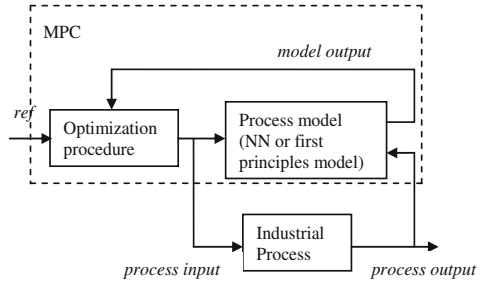 MPC
model output
ref
Optimization
procedure
Process model
(NN or first
principles model)
Industrial
Process
process input
process output